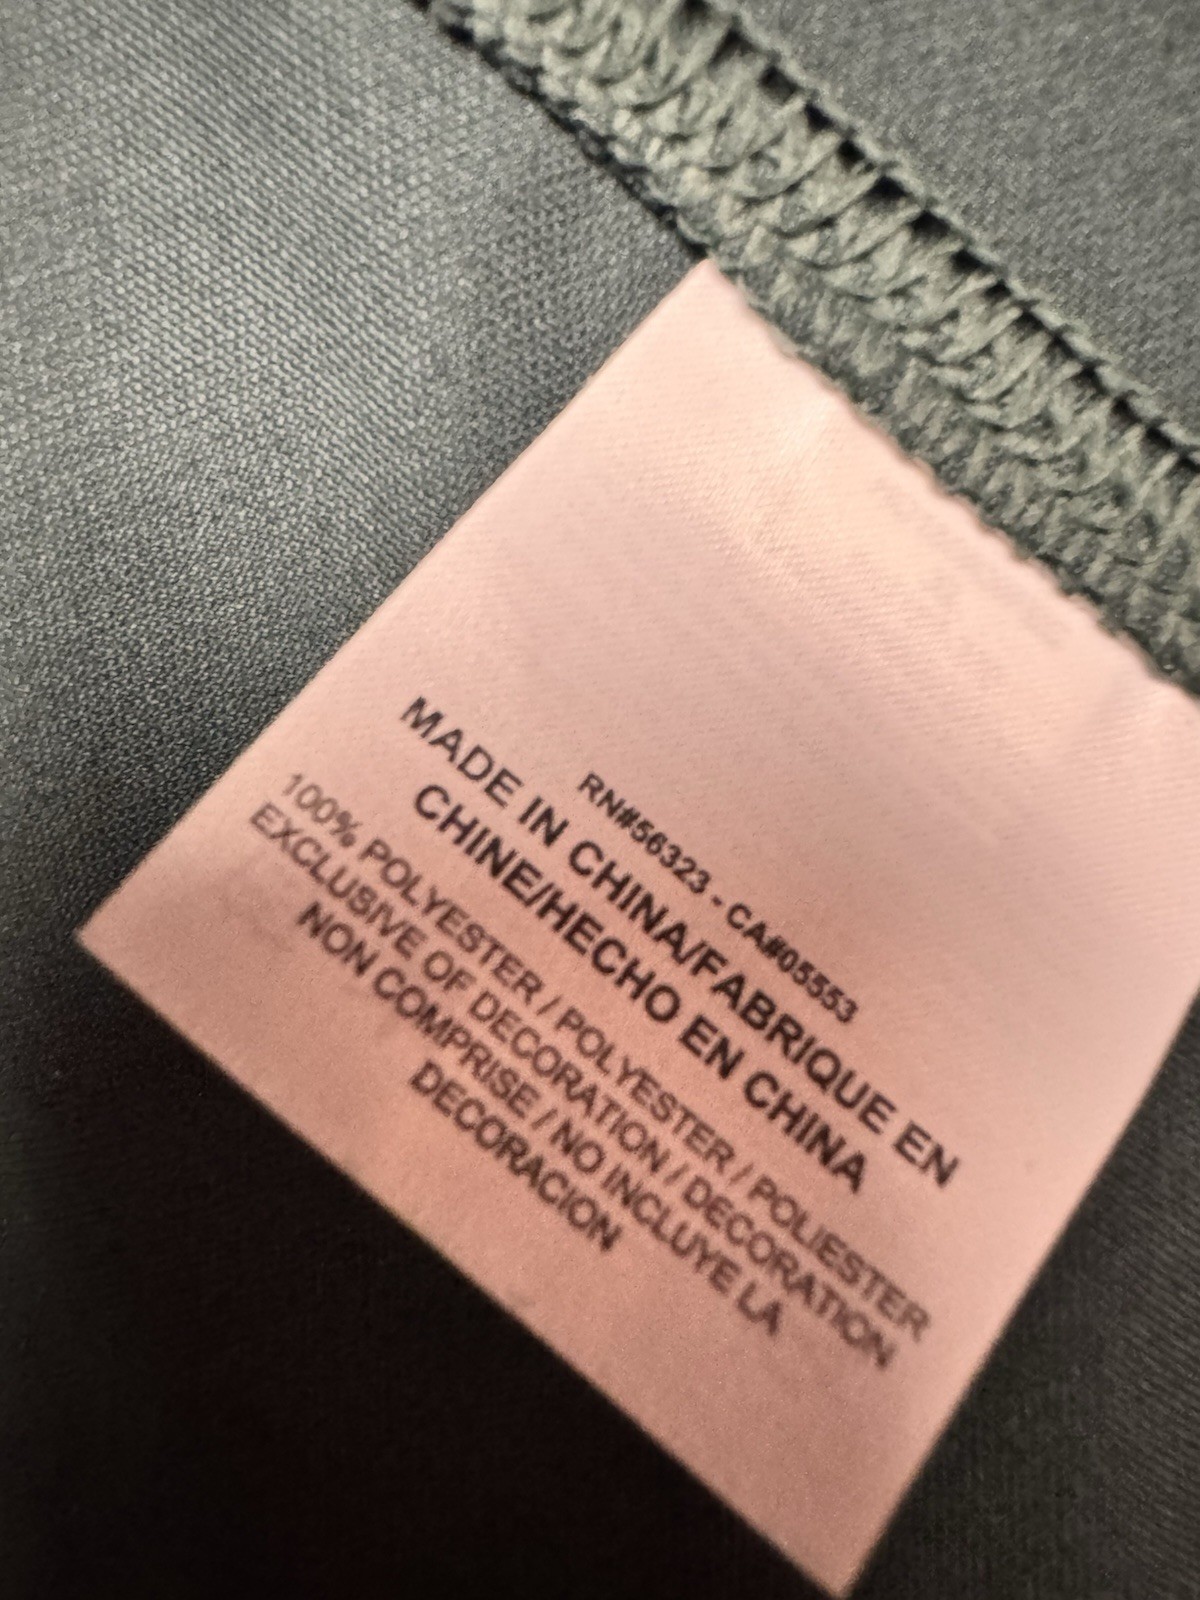 RN#56323 - CA#05553
MADE IN CHINA/FABRIQUE EN
CHINE/HECHO EN CHINA
100% POLYESTER / POLYESTER / POLIESTER
EXCLUSIVE OF DECORATION / DECORATION
NON COMPRISE / NO INCLUYE LA
DECORACION